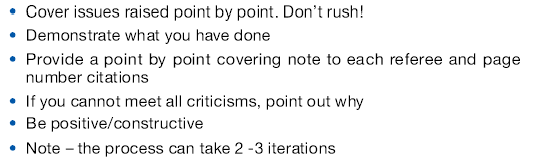 • Cover issues raised point by point. Don't rush!
• Demonstrate what you have done
• Provide a point by point covering note to each referee and page
number citations
• If you cannot meet all criticisms, point out why
• Be positive/constructive
• Note – the process can take 2 -3 iterations